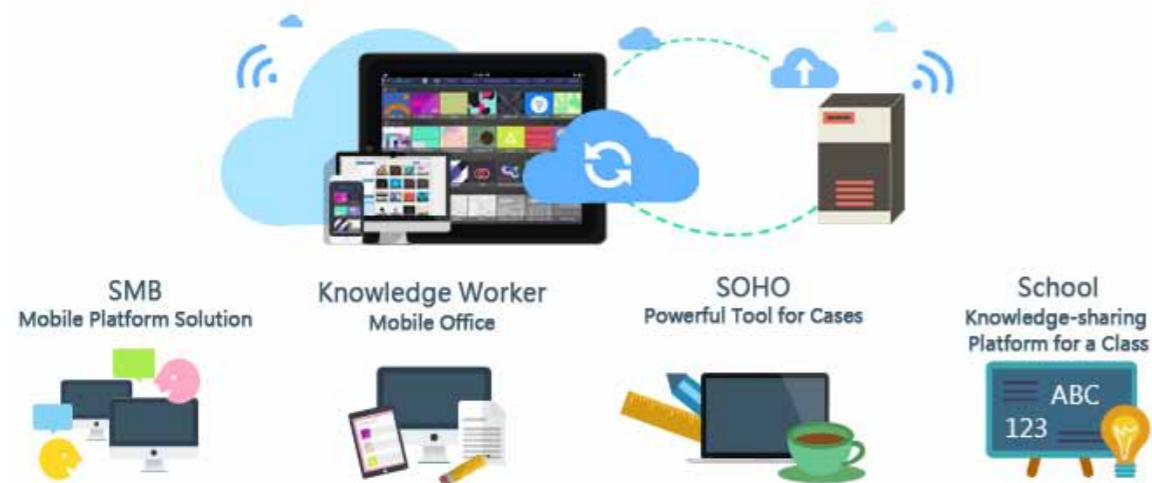 SMB
Mobile Platform Solution
Knowledge Worker
Mobile Office
SOHO
Powerful Tool for Cases
School
Knowledge-sharing
Platform for a Class
ABC
123